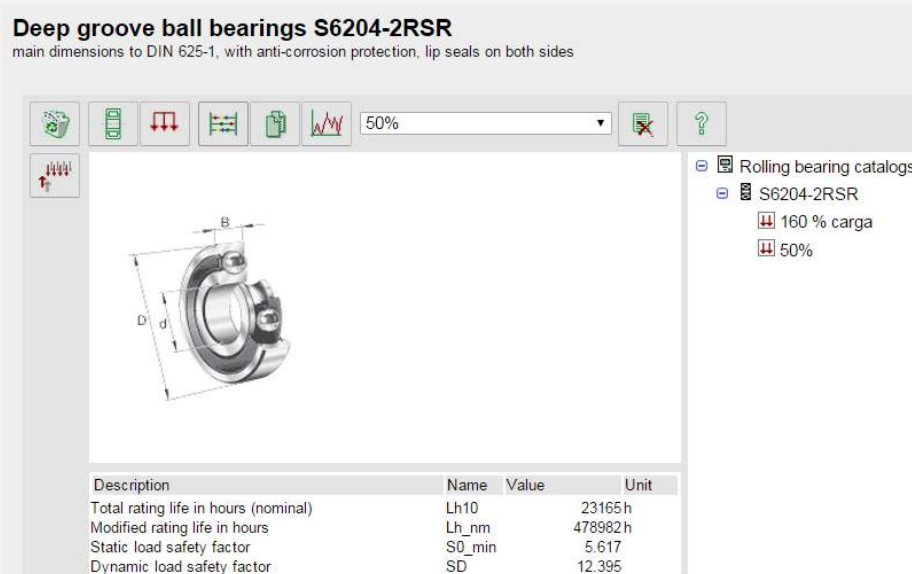 Deep groove ball bearings S6204-2RSR
main dimensions to DIN 625-1, with anti-corrosion protection, lip seals on both sides
50%
Rolling bearing catalogs
S6204-2RSR
160 % carga
50%
B
D
d
Description Name Value Unit
Total rating life in hours (nominal) Lh10 23165 h
Modified rating life in hours Lh_nm 478982 h
Static load safety factor S0_min 5.617
Dynamic load safety factor SD 12.395